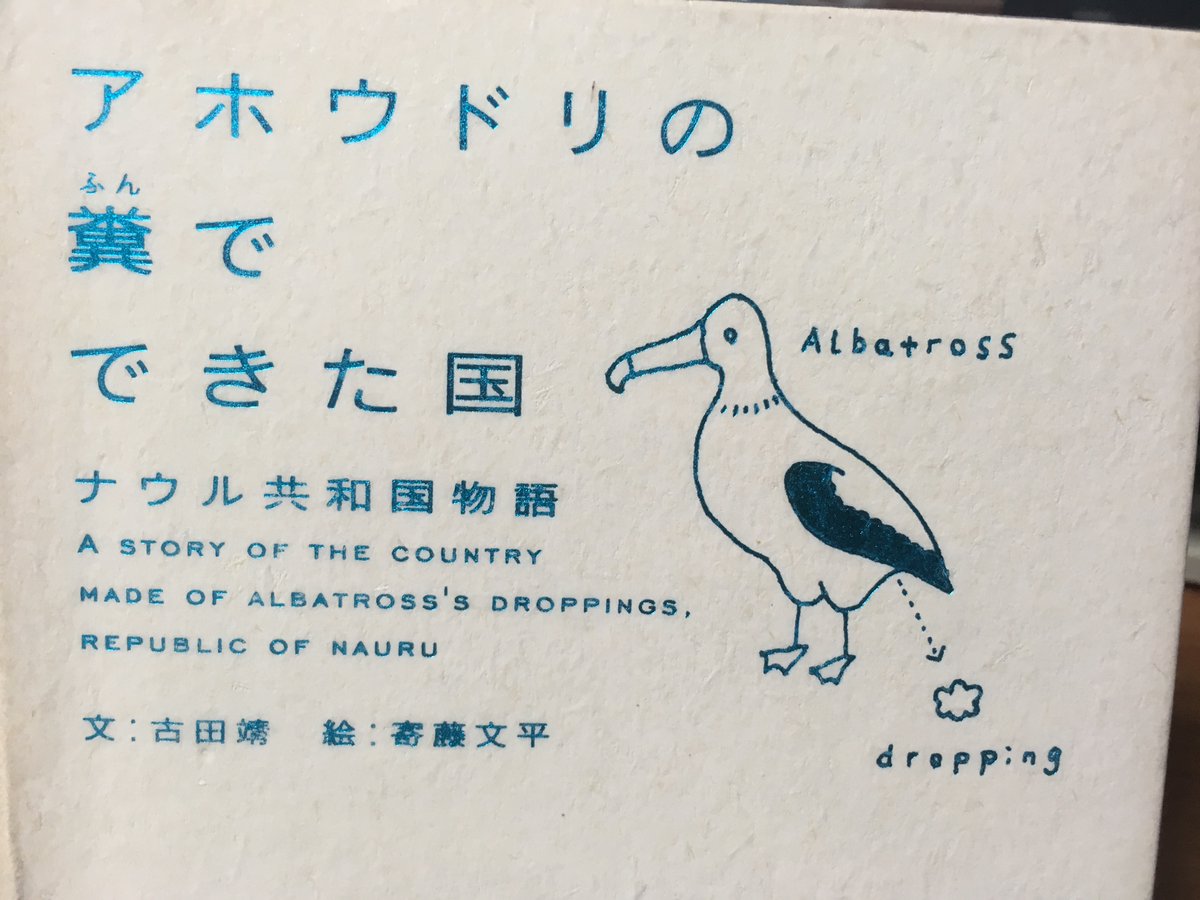 アホウドリの
ふん
糞で
できた国
ナウル共和国物語
A STORY OF THE COUNTRY
MADE OF ALBATROSS'S DROPPINGS,
REPUBLIC OF NAURU
文:古田靖 絵:寄藤文平
Albatross
dropping